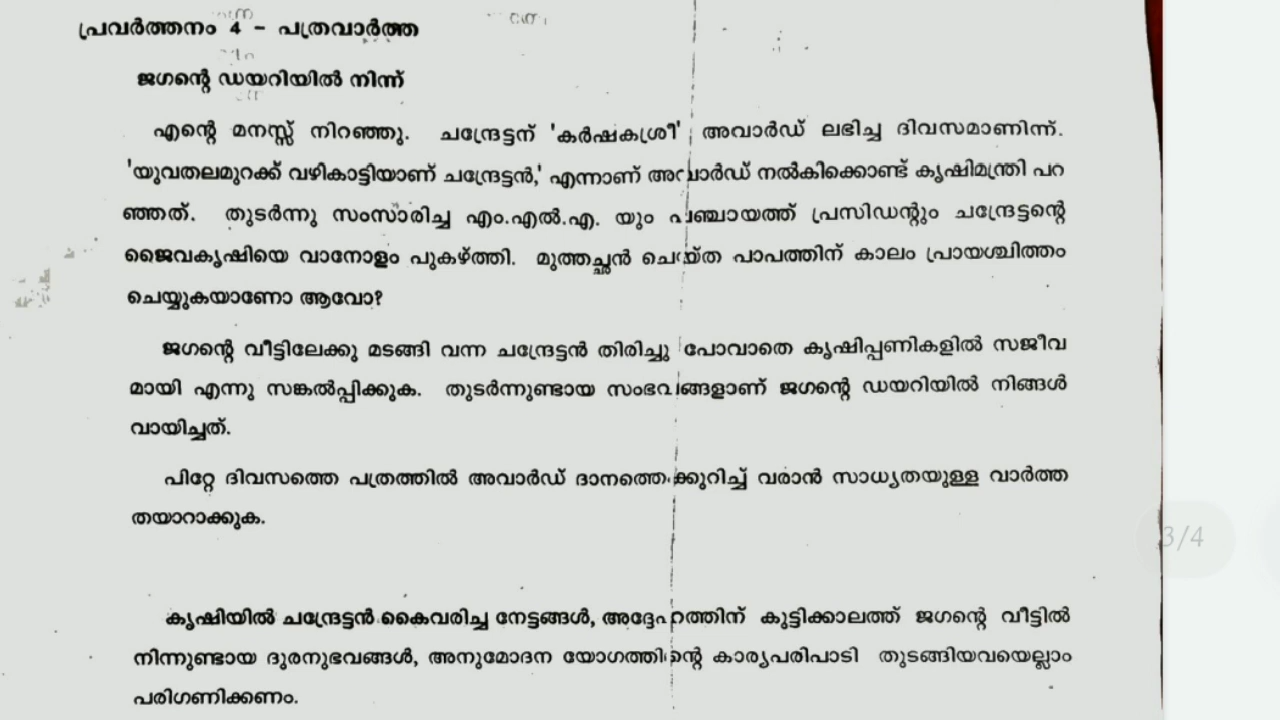 പ്രവർത്തനം 4 - പത്രവാർത്ത
ജഗന്റെ ഡയറിയിൽ നിന്ന്
എന്റെ മനസ്സ് നിറഞ്ഞു. ചന്ദ്രേട്ടന് 'കർഷകശ്രീ' അവാർഡ് ലഭിച്ച ദിവസമാണിന്ന്.
'യുവതലമുറക്ക് വഴികാട്ടിയാണ് ചന്ദ്രേട്ടൻ,' എന്നാണ് അവാർഡ് നൽകിക്കൊണ്ട് കൃഷിമന്ത്രി പറ
ഞ്ഞത്. തുടർന്നു സംസാരിച്ച എം.എൽ.എ. യും പഞ്ചായത്ത് പ്രസിഡന്റും ചന്ദ്രേട്ടന്റെ
ജൈവകൃഷിയെ വാനോളം പുകഴ്ത്തി. മുത്തച്ഛൻ ചെയ്ത പാപത്തിന് കാലം പ്രായശ്ചിത്തം
ചെയ്യുകയാണോ ആവോ?
ജഗന്റെ വീട്ടിലേക്കു മടങ്ങി വന്ന ചന്ദ്രേട്ടൻ തിരിച്ചു പോവാതെ കൃഷിപ്പണികളിൽ സജീവ
മായി എന്നു സങ്കൽപ്പിക്കുക. തുടർന്നുണ്ടായ സംഭവങ്ങളാണ് ജഗന്റെ ഡയറിയിൽ നിങ്ങൾ
വായിച്ചത്.
പിറ്റേ ദിവസത്തെ പത്രത്തിൽ അവാർഡ് ദാനത്തെക്കുറിച്ച് വരാൻ സാധ്യതയുള്ള വാർത്ത
തയാറാക്കുക.
കൃഷിയിൽ ചന്ദ്രേട്ടൻ കൈവരിച്ച നേട്ടങ്ങൾ, അദ്ദേഹത്തിന് കുട്ടിക്കാലത്ത് ജഗന്റെ വീട്ടിൽ
നിന്നുണ്ടായ ദുരനുഭവങ്ങൾ, അനുമോദന യോഗത്തിന്റെ കാര്യപരിപാടി തുടങ്ങിയവയെല്ലാം
പരിഗണിക്കണം.
3/4